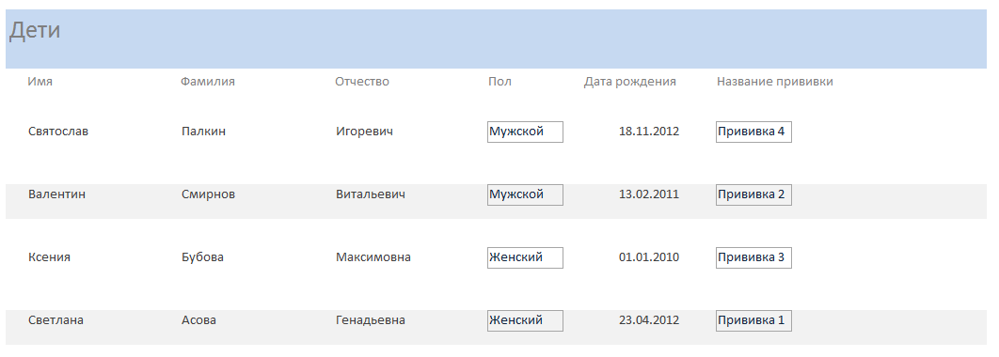 Дети
Имя Фамилия Отчество Пол Дата рождения Название прививки
Святослав Палкин Игоревич Мужской 18.11.2012 Прививка 4
Валентин Смирнов Витальевич Мужской 13.02.2011 Прививка 2
Ксения Бубова Максимовна Женский 01.01.2010 Прививка 3
Светлана Асова Генадьевна Женский 23.04.2012 Прививка 1